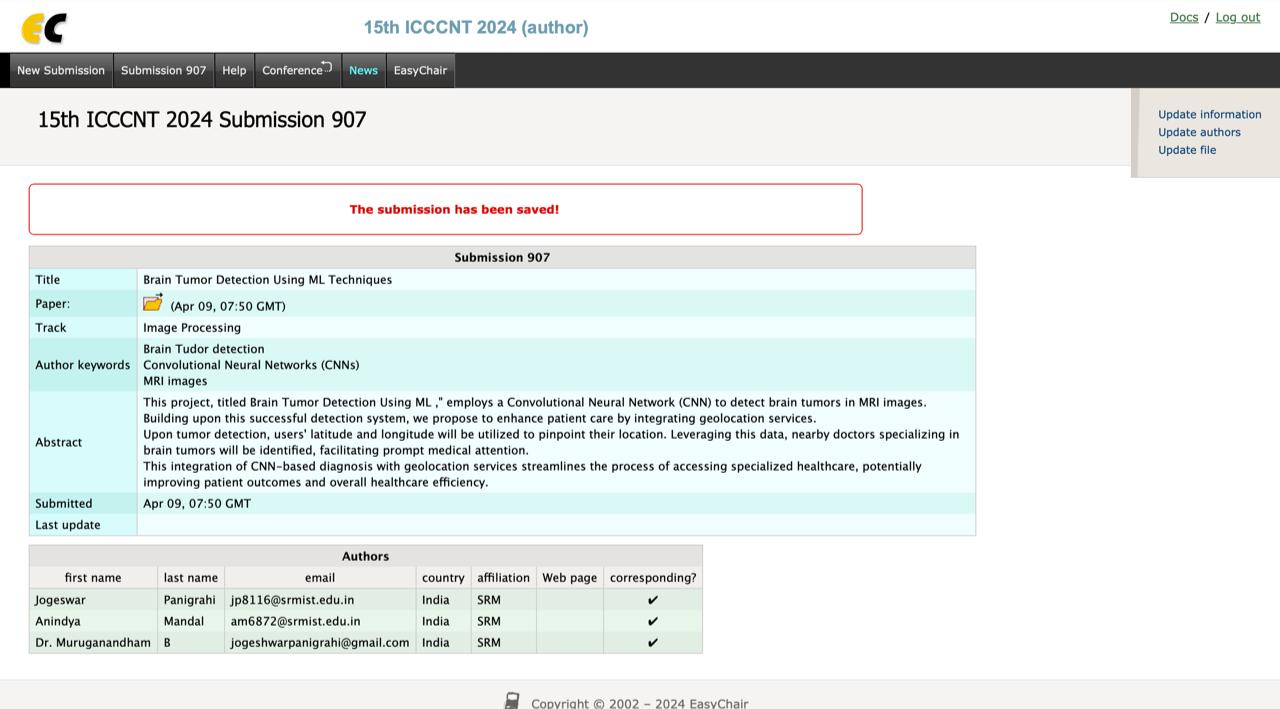 EC
15th ICCCNT 2024 (author)
Docs / Log out
New Submission Submission 907 Help Conference News EasyChair
15th ICCCNT 2024 Submission 907
Update information
Update authors
Update file
The submission has been saved!
Submission 907
Title Brain Tumor Detection Using ML Techniques
Paper: (Apr 09, 07:50 GMT)
Track Image Processing
Author keywords Brain Tudor detection
Convolutional Neural Networks (CNNs)
MRI images
Abstract This project, titled Brain Tumor Detection Using ML ," employs a Convolutional Neural Network (CNN) to detect brain tumors in MRI images.
Building upon this successful detection system, we propose to enhance patient care by integrating geolocation services.
Upon tumor detection, users' latitude and longitude will be utilized to pinpoint their location. Leveraging this data, nearby doctors specializing in
brain tumors will be identified, facilitating prompt medical attention.
This integration of CNN-based diagnosis with geolocation services streamlines the process of accessing specialized healthcare, potentially
improving patient outcomes and overall healthcare efficiency.
Submitted Apr 09, 07:50 GMT
Last update
Authors
first name last name email country affiliation Web page corresponding?
Jogeswar Panigrahi jp8116@srmist.edu.in India SRM ✔
Anindya Mandal am6872@srmist.edu.in India SRM ✔
Dr. Muruganandham B jogeshwarpanigrahi@gmail.com India SRM ✔
Copyright © 2002 – 2024 EasyChair